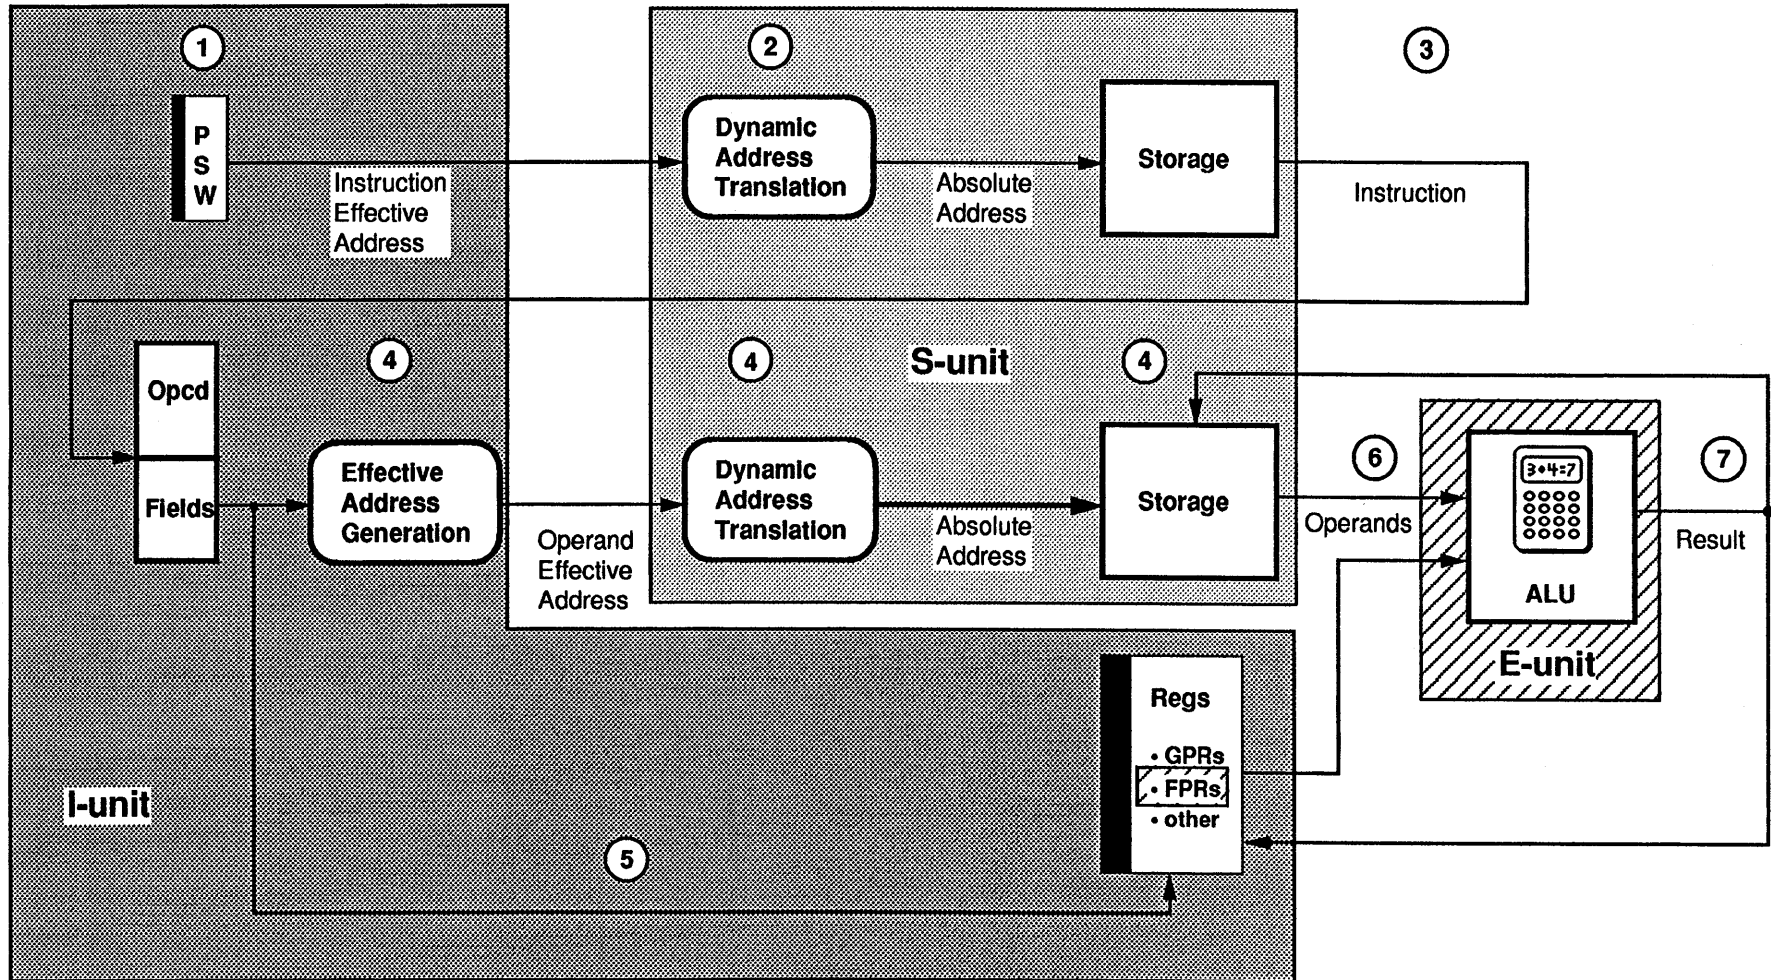 1
2
3
P
S
W
Instruction
Effective
Address
Dynamic
Address
Translation
Absolute
Address
Storage
Instruction
4
4
S-unit
4
Opcd
Fields
Effective
Address
Generation
Operand
Effective
Address
Dynamic
Address
Translation
Absolute
Address
Storage
6
Operands
3+4=7
ALU
E-unit
7
Result
Regs
• GPRs
• FPRs
• other
I-unit
5